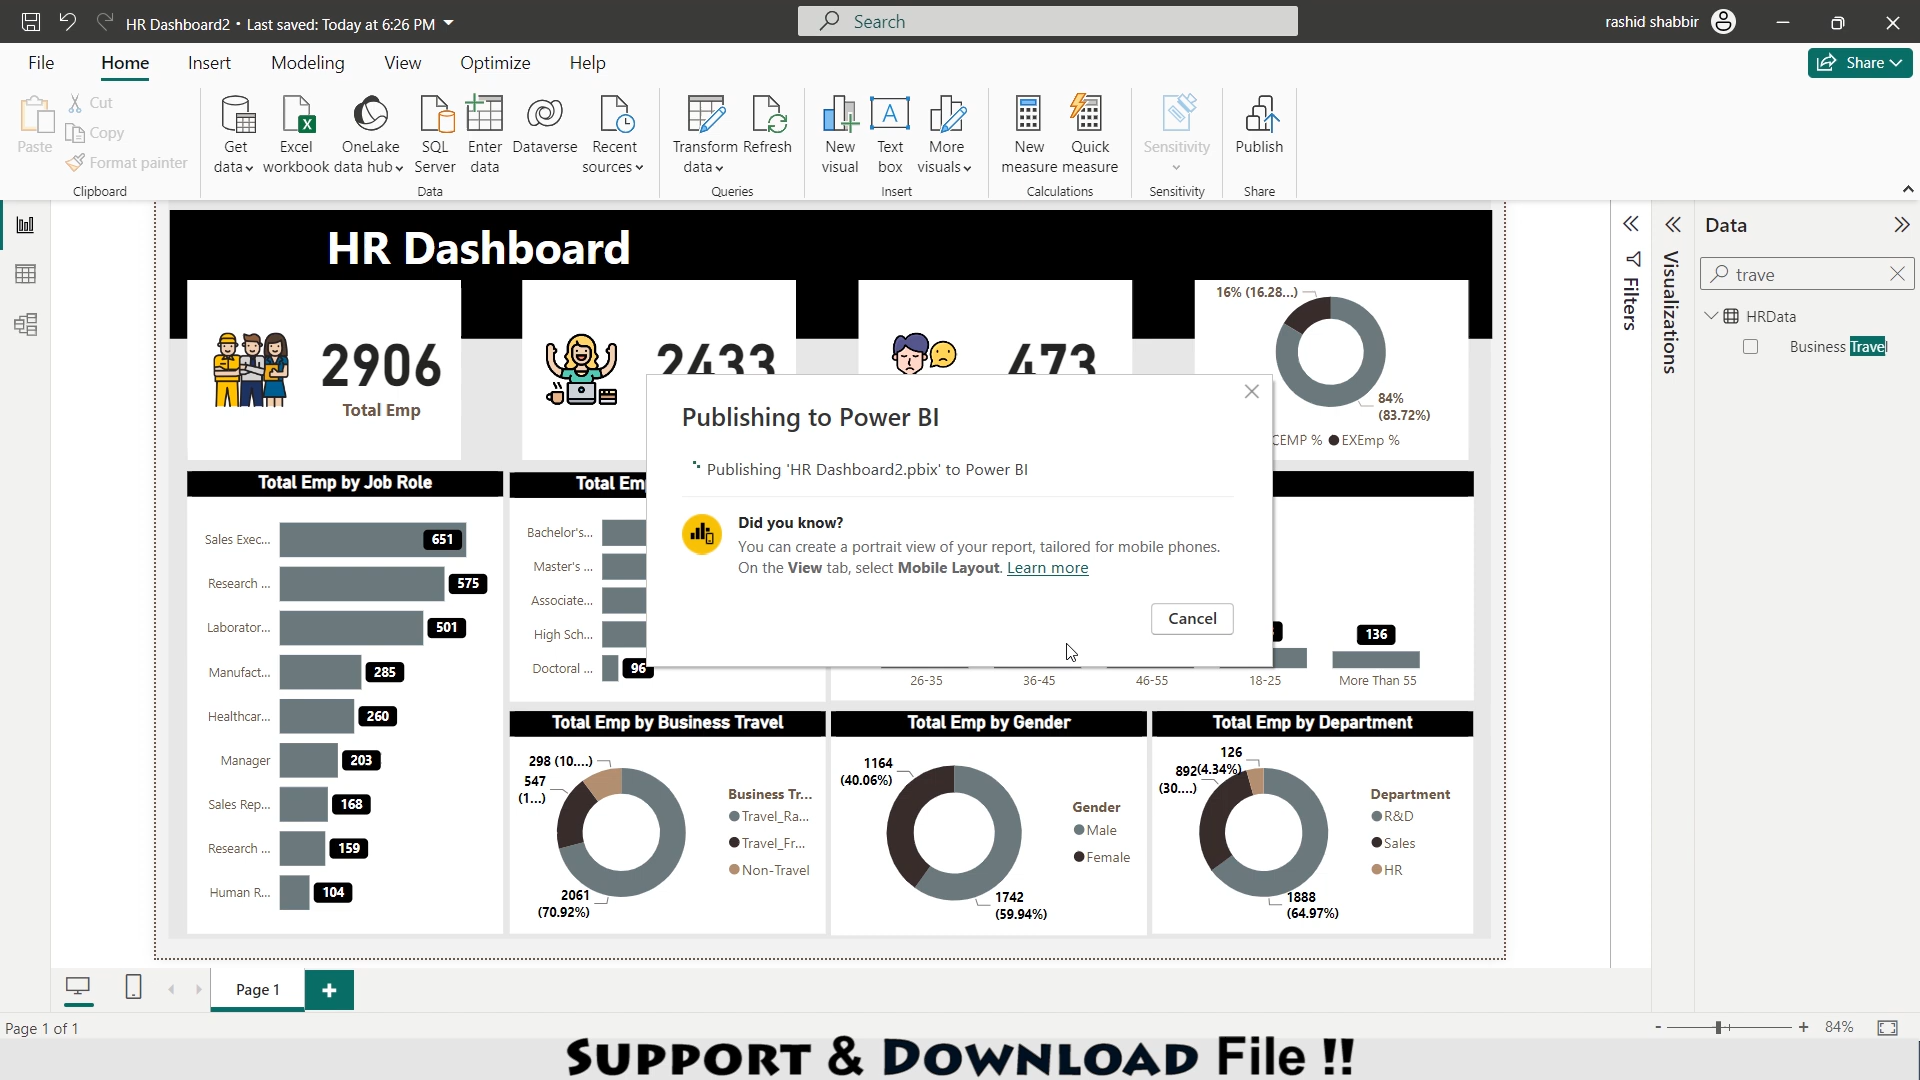 HR Dashboard2 • Last saved: Today at 6:26 PM
Search
rashid shabbir
File Home Insert Modeling View Optimize Help
Share
Paste
Cut
Copy
Format painter
Clipboard
Get data
Excel workbook
OneLake data hub
SQL Server
Enter data
Dataverse
Recent sources
Data
Transform data
Refresh
Queries
New visual
Text box
More visuals
Insert
New measure
Quick measure
Calculations
Sensitivity
Sensitivity
Publish
Share
HR Dashboard
2906
Total Emp
2433
473
16% (16.28...)
84%
(83.72%)
CEMP % EXEmp %
Publishing to Power BI
Publishing 'HR Dashboard2.pbix' to Power BI
Did you know?
You can create a portrait view of your report, tailored for mobile phones.
On the View tab, select Mobile Layout. Learn more
Cancel
Total Emp by Job Role
Sales Exec... 651
Research ... 575
Laborator... 501
Manufact... 285
Healthcar... 260
Manager 203
Sales Rep... 168
Research ... 159
Human R... 104
Total Em
Bachelor's...
Master's ...
Associate...
High Sch...
Doctoral ... 96
136
26-35 36-45 46-55 18-25 More Than 55
Total Emp by Business Travel
298 (10....)
547
(1...)
2061
(70.92%)
Business Tr...
Travel_Ra...
Travel_Fr...
Non-Travel
Total Emp by Gender
1164
(40.06%)
1742
(59.94%)
Gender
Male
Female
Total Emp by Department
126
(4.34%)
892
(30....)
1888
(64.97%)
Department
R&D
Sales
HR
Filters
Visualizations
Data
trave
HRData
Business Travel
Page 1
+
Page 1 of 1
- + 84%
Support & Download File !!